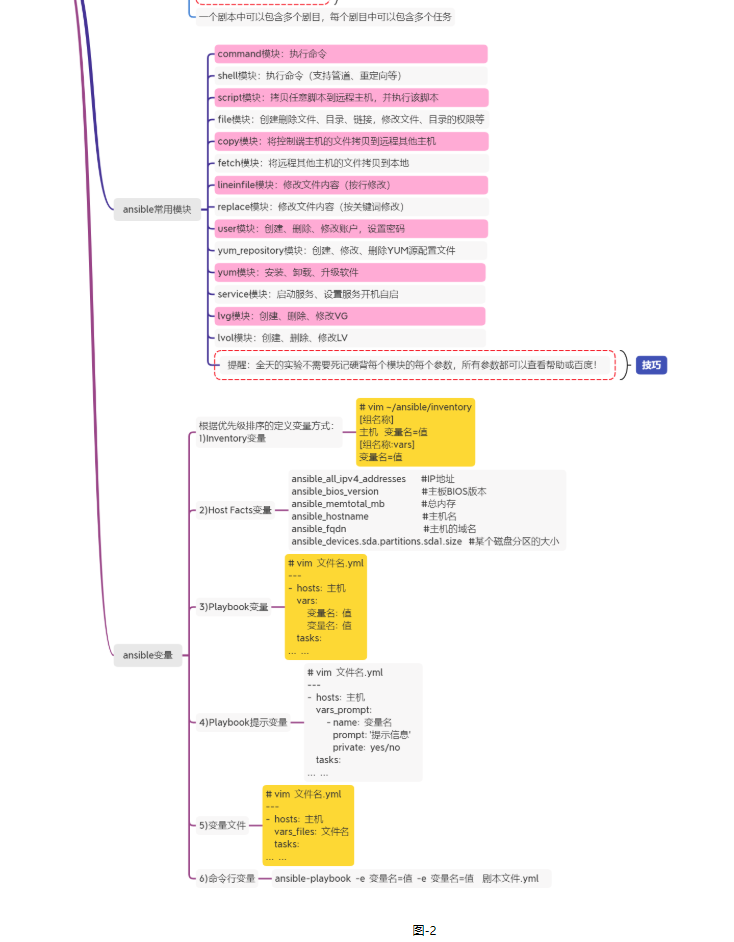 一个剧本中可以包含多个剧目，每个剧目中可以包含多个任务
ansible常用模块
command模块：执行命令
shell模块：执行命令（支持管道、重定向等）
script模块：拷贝任意脚本到远程主机，并执行该脚本
file模块：创建删除文件、目录、链接，修改文件、目录的权限等
copy模块：将控制端主机的文件拷贝到远程其他主机
fetch模块：将远程其他主机的文件拷贝到本地
lineinfile模块：修改文件内容（按行修改）
replace模块：修改文件内容（按关键词修改）
user模块：创建、删除、修改账户，设置密码
yum_repository模块：创建、修改、删除YUM源配置文件
yum模块：安装、卸载、升级软件
service模块：启动服务、设置服务开机自启
lvg模块：创建、删除、修改VG
lvol模块：创建、删除、修改LV
提醒：全天的实验不需要死记硬背每个模块的每个参数，所有参数都可以查看帮助或百度！
技巧
ansible变量
根据优先级排序的定义变量方式：
1)Inventory变量
# vim ~/ansible/inventory
[组名称]
主机 变量名=值
[组名称:vars]
变量名=值
2)Host Facts变量
ansible_all_ipv4_addresses #IP地址
ansible_bios_version #主板BIOS版本
ansible_memtotal_mb #总内存
ansible_hostname #主机名
ansible_fqdn #主机的域名
ansible_devices.sda.partitions.sda1.size #某个磁盘分区的大小
3)Playbook变量
# vim 文件名.yml
---
- hosts: 主机
vars:
变量名: 值
变量名: 值
tasks:
... ...
4)Playbook提示变量
# vim 文件名.yml
---
- hosts: 主机
vars_prompt:
- name: 变量名
prompt: '提示信息'
private: yes/no
tasks:
... ...
5)变量文件
# vim 文件名.yml
---
- hosts: 主机
vars_files: 文件名
tasks:
... ...
6)命令行变量
ansible-playbook -e 变量名=值 -e 变量名=值 剧本文件.yml
图-2